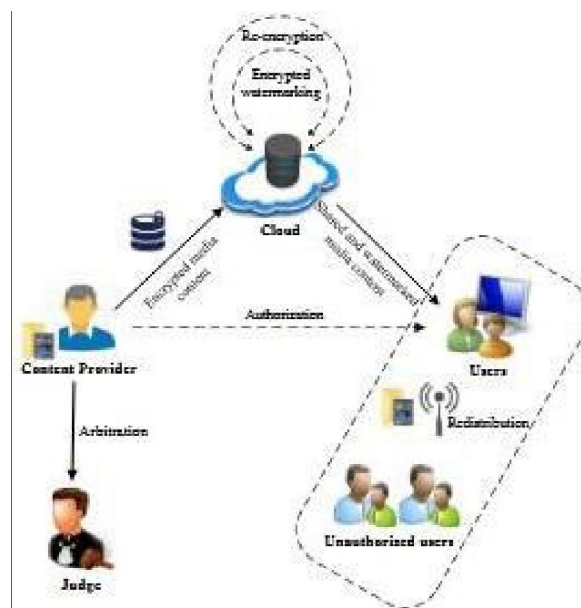 Re-encryption
Encrypted
watermarking
Cloud
Encrypted media
content
Shared and watermarked
media content
Authorization
Content Provider
Users
Arbitration
Redistribution
Unauthorized users
Judge